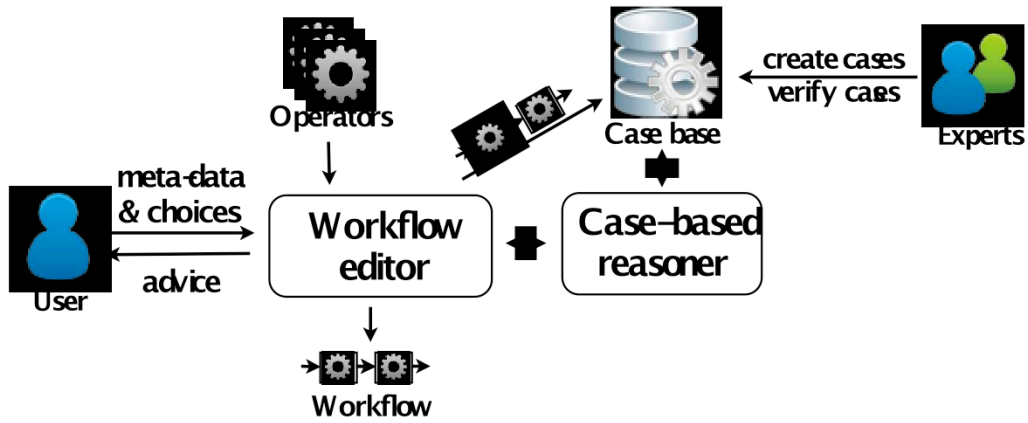 Operators
Case base
create cases
verify cases
Experts
meta-data
& choices
advice
User
Workflow
editor
Case-based
reasoner
Workflow